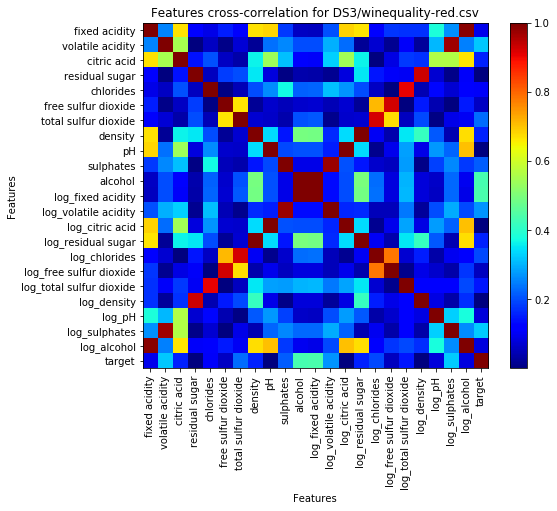 Features cross-correlation for DS3/winequality-red.csv
fixed acidity
volatile acidity
citric acid
residual sugar
chlorides
free sulfur dioxide
total sulfur dioxide
density
pH
sulphates
alcohol
log_fixed acidity
log_volatile acidity
log_citric acid
log_residual sugar
log_chlorides
log_free sulfur dioxide
log_total sulfur dioxide
log_density
log_pH
log_sulphates
log_alcohol
target
Features
fixed acidity
volatile acidity
citric acid
residual sugar
chlorides
free sulfur dioxide
total sulfur dioxide
density
pH
sulphates
alcohol
log_fixed acidity
log_volatile acidity
log_citric acid
log_residual sugar
log_chlorides
log_free sulfur dioxide
log_total sulfur dioxide
log_density
log_pH
log_sulphates
log_alcohol
target
Features
1.0
0.8
0.6
0.4
0.2